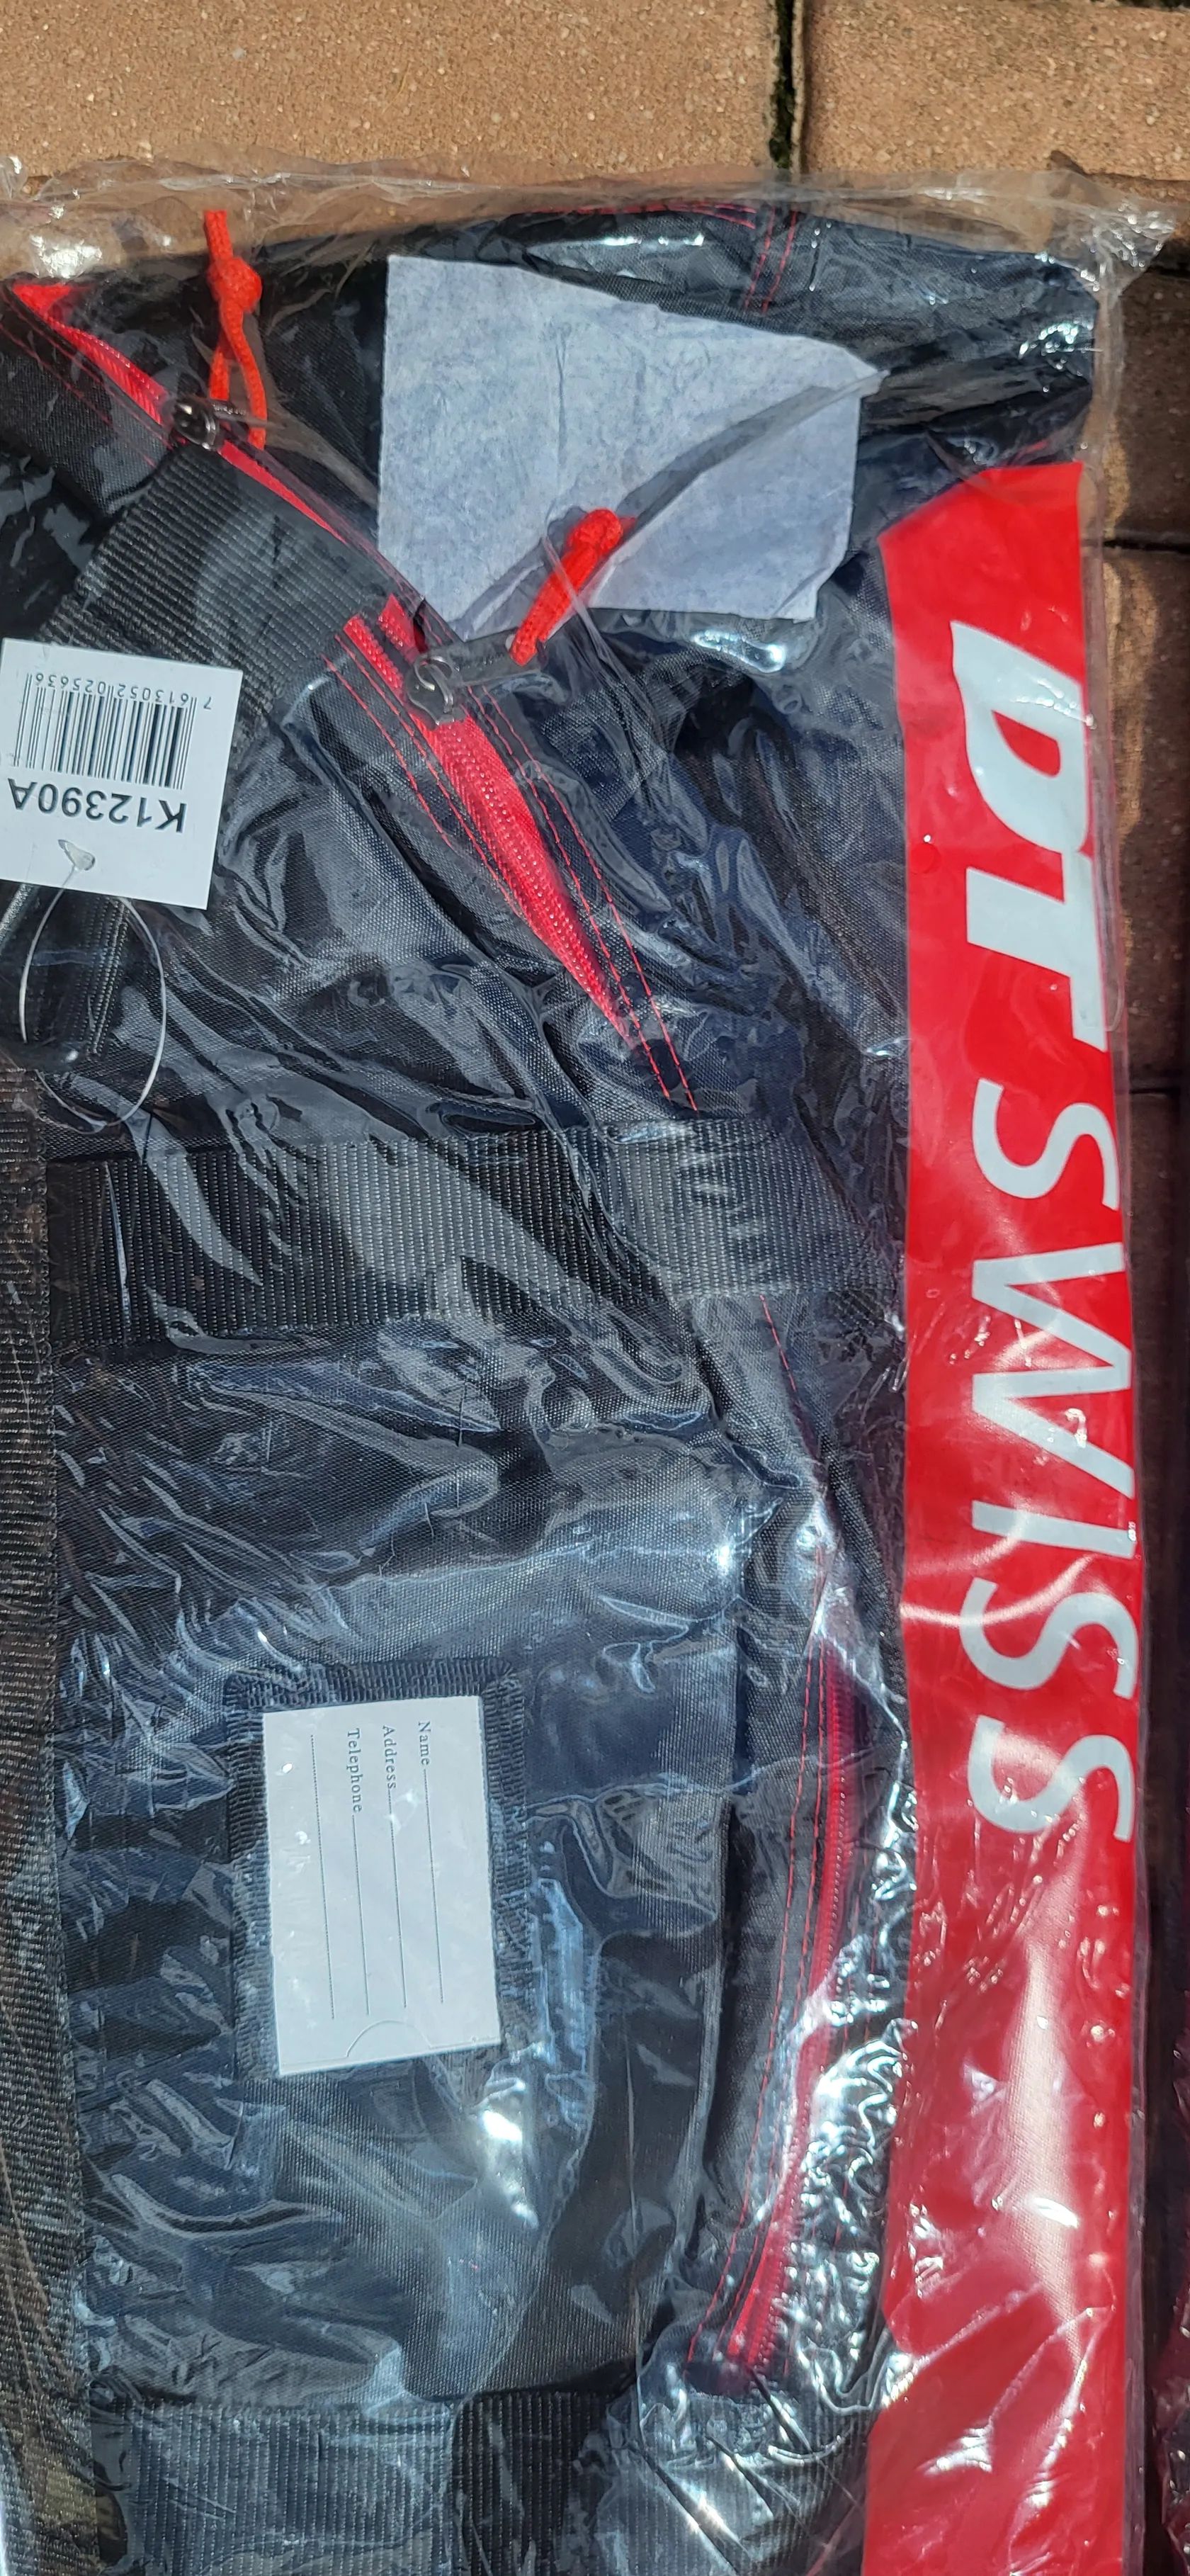 DT SWISS
7 613052 025636
K12390A
Name
Address
Telephone